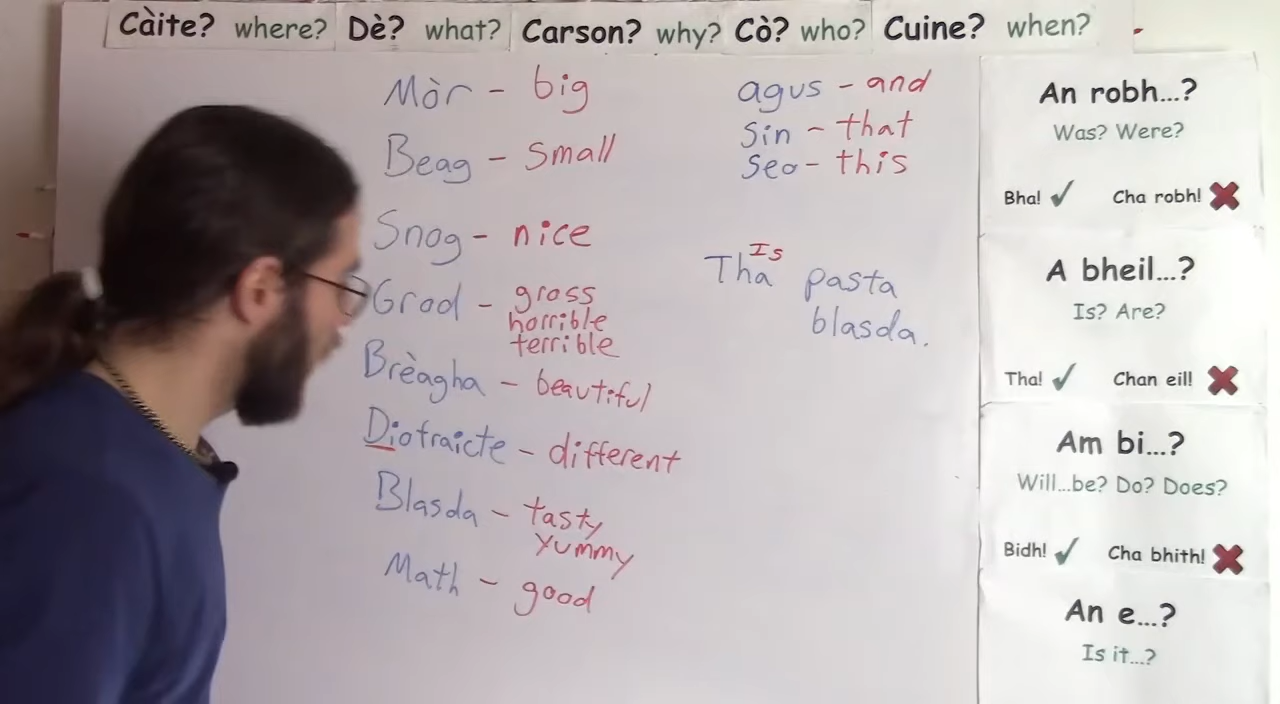 Càite? where? Dè? what? Carson? why? Cò? who? Cuine? when?
Mòr - big
Beag - small
Snog - nice
Grod - gross
horrible
terrible
Brèagha - beautiful
Diofraicte - different
Blasda - tasty
yummy
Math - good
agus - and
Sin - that
Seo - this
Is
Tha pasta
blasda.
An robh...?
Was? Were?
Bha! ✓ Cha robh! ✗
A bheil...?
Is? Are?
Tha! ✓ Chan eil! ✗
Am bi...?
Will...be? Do? Does?
Bidh! ✓ Cha bhith! ✗
An e...?
Is it...?